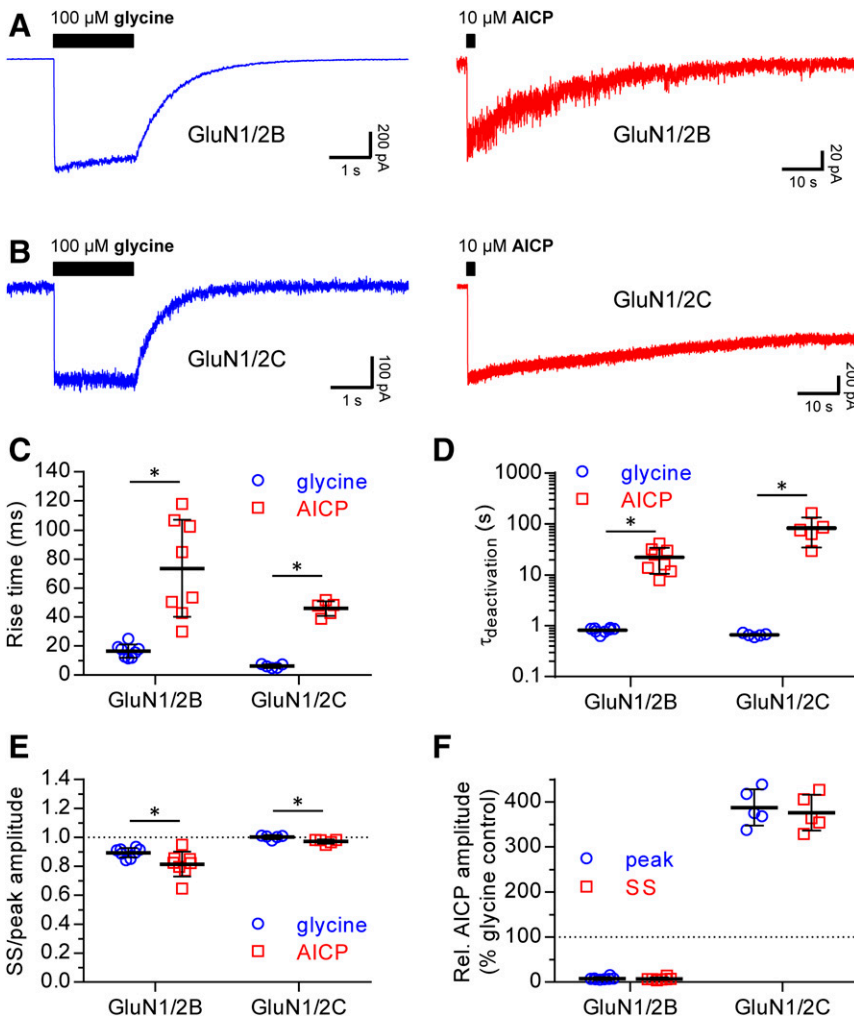 A
100 µM glycine
GluN1/2B
200 pA
1 s
10 µM AICP
GluN1/2B
20 pA
10 s
B
100 µM glycine
GluN1/2C
100 pA
1 s
10 µM AICP
GluN1/2C
200 pA
10 s
C
Rise time (ms)
140
120
100
80
60
40
20
0
*
*
glycine
AICP
GluN1/2B
GluN1/2C
D
τdeactivation (s)
1000
100
10
1
0.1
glycine
AICP
*
*
GluN1/2B
GluN1/2C
E
SS/peak amplitude
1.4
1.2
1.0
0.8
0.6
0.4
0.2
0.0
*
*
glycine
AICP
GluN1/2B
GluN1/2C
F
Rel. AICP amplitude
(% glycine control)
400
300
200
100
0
peak
SS
GluN1/2B
GluN1/2C